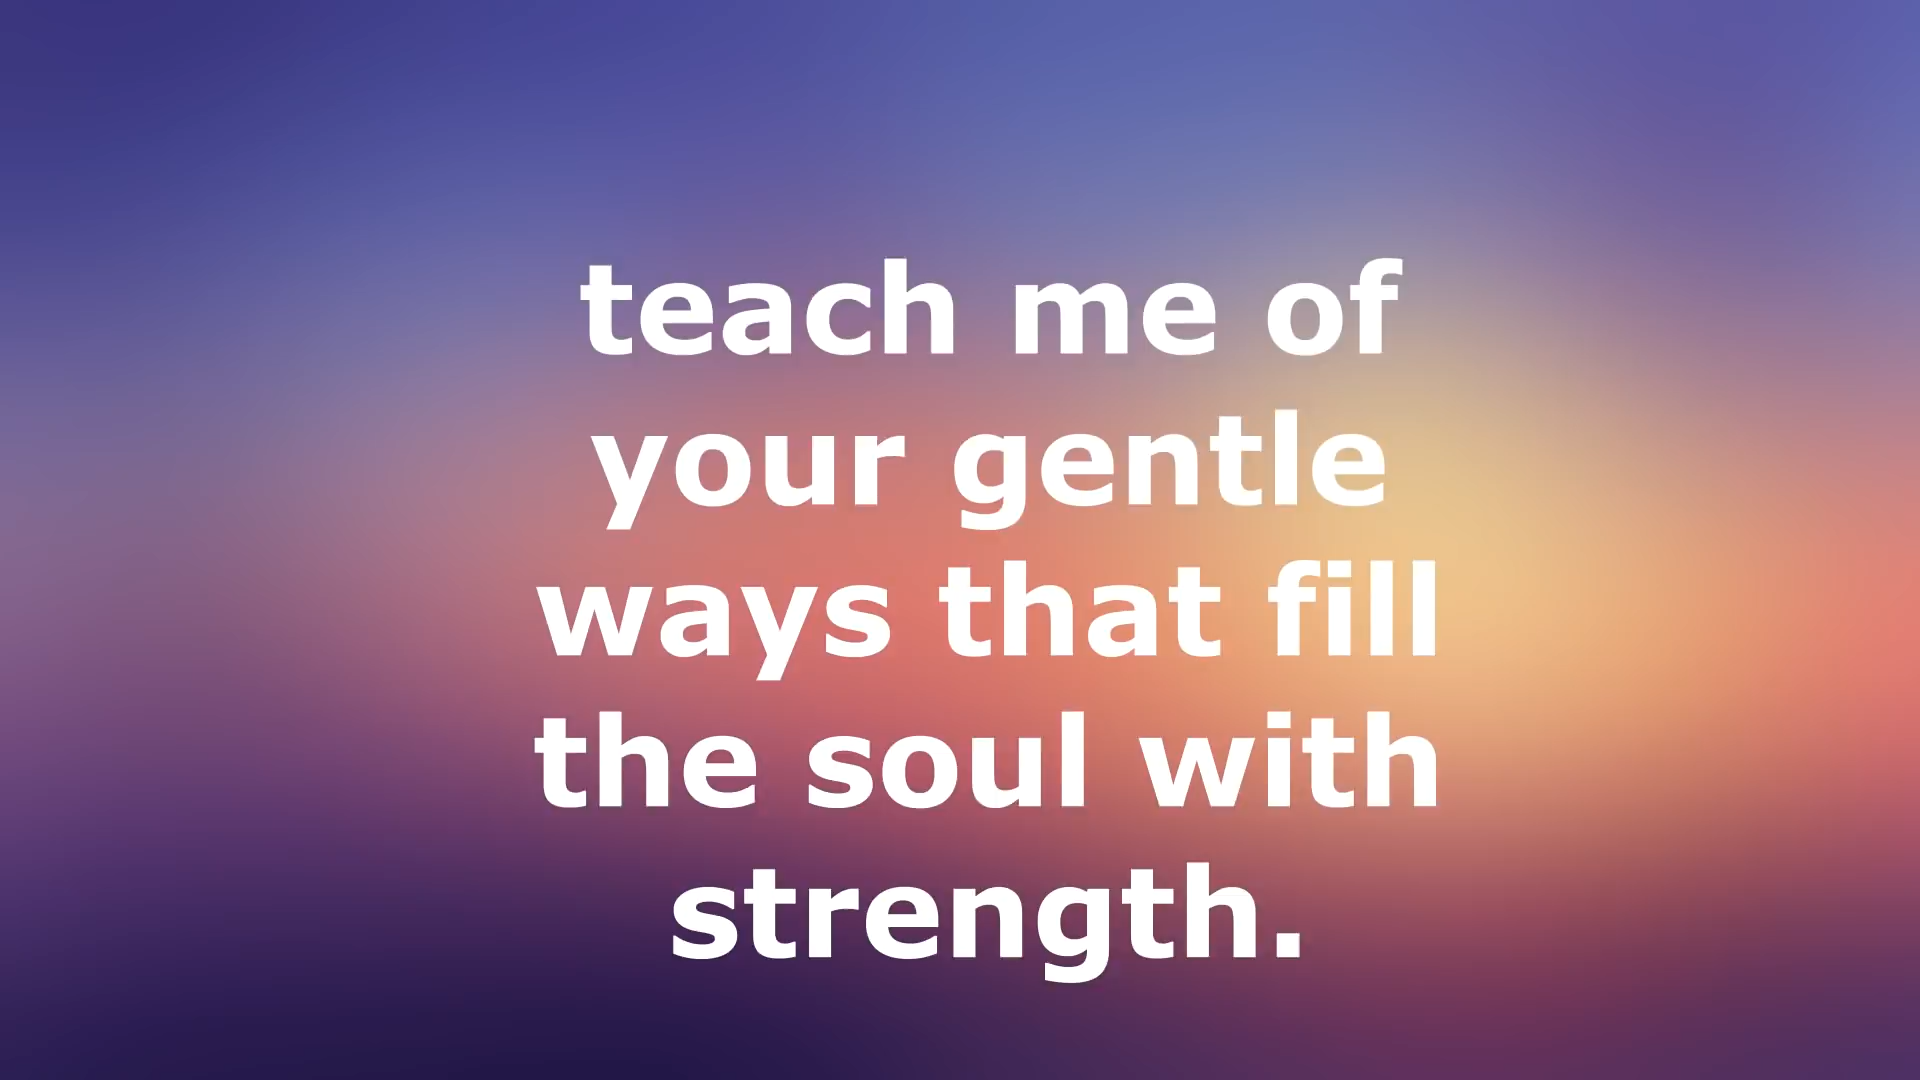 teach me of
your gentle
ways that fill
the soul with
strength.